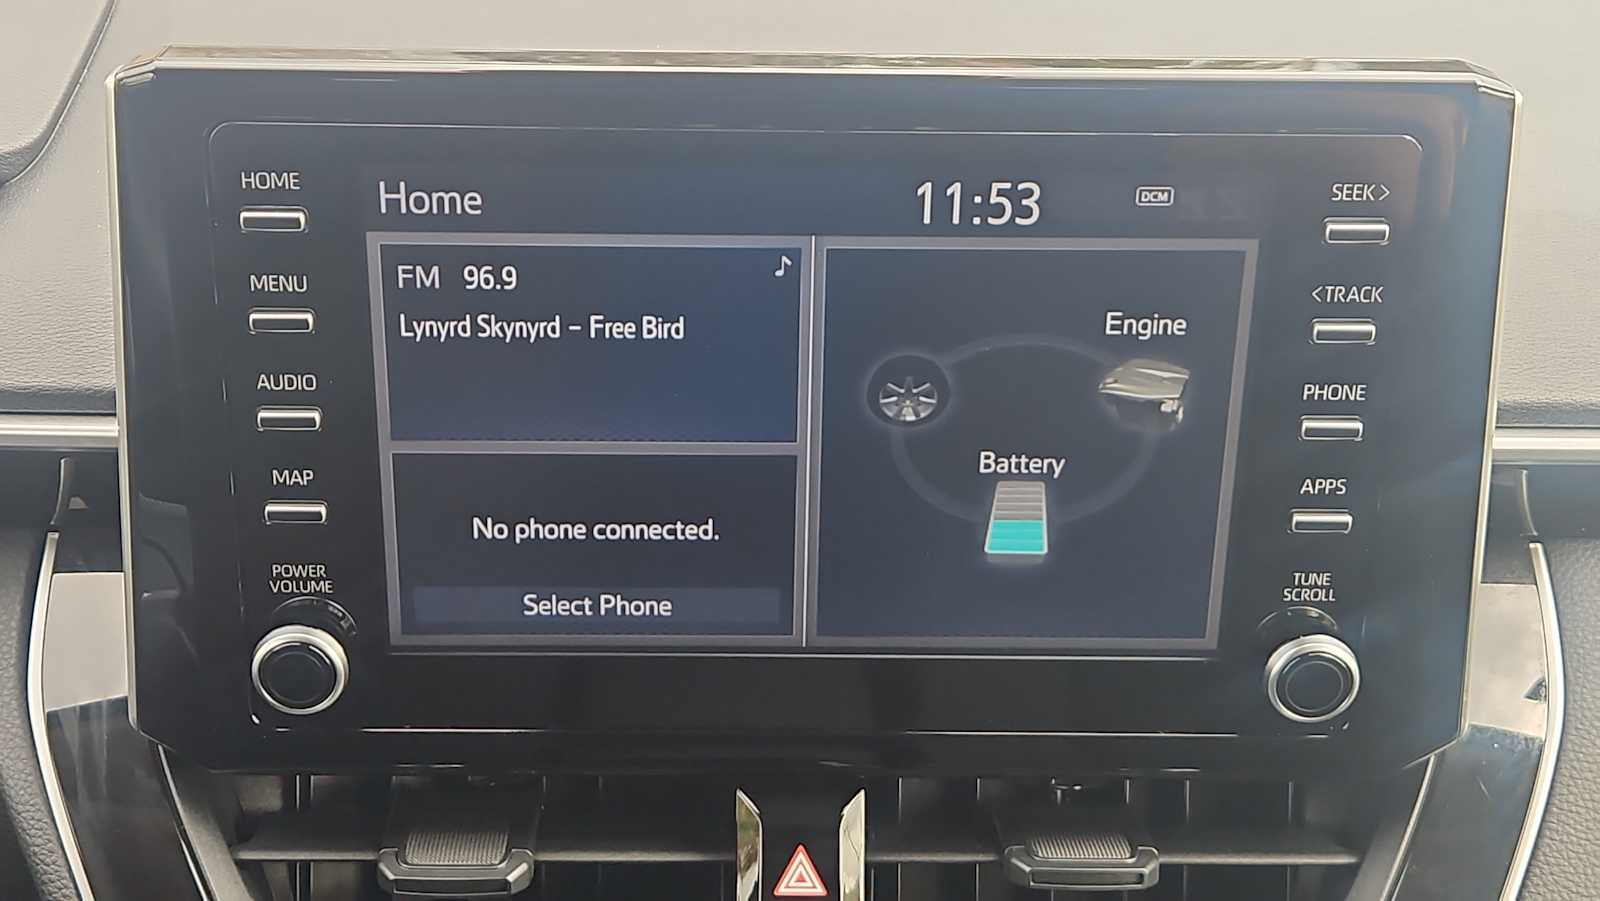 HOME
MENU
AUDIO
MAP
POWER
VOLUME
Home
11:53
DCM
FM 96.9
Lynyrd Skynyrd - Free Bird
No phone connected.
Select Phone
Engine
Battery
SEEK >
< TRACK
PHONE
APPS
TUNE
SCROLL